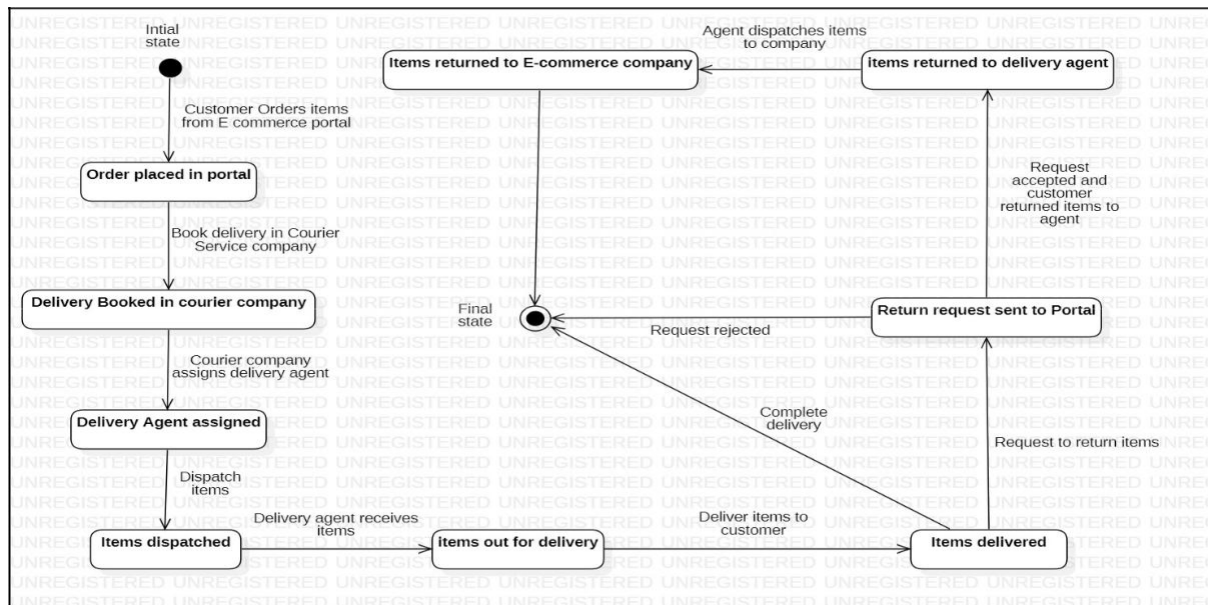 Intial
state
Customer Orders items
from E commerce portal
Order placed in portal
Book delivery in Courier
Service company
Delivery Booked in courier company
Courier company
assigns delivery agent
Delivery Agent assigned
Dispatch
items
Items dispatched
Delivery agent receives
items
items out for delivery
Deliver items to
customer
Items delivered
Complete
delivery
Request to return items
Return request sent to Portal
Request rejected
Final
state
Request
accepted and
customer
returned items to
agent
items returned to delivery agent
Agent dispatches items
to company
Items returned to E-commerce company
UNREGISTERED